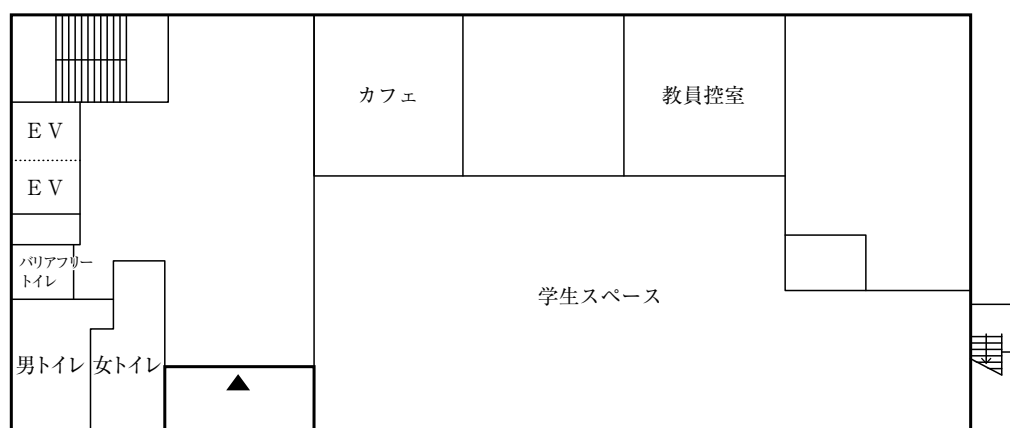 カフェ
教員控室
ＥＶ
ＥＶ
バリアフリー
トイレ
学生スペース
男トイレ
女トイレ